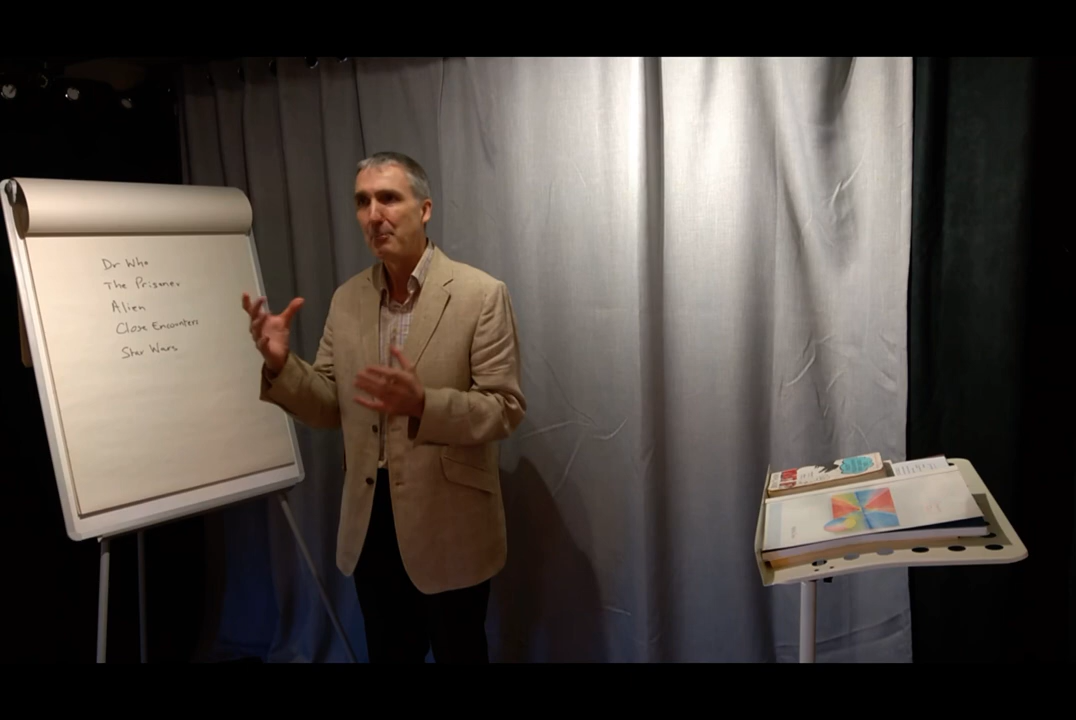 Dr Who
The Prisoner
Alien
Close Encounters
Star Wars